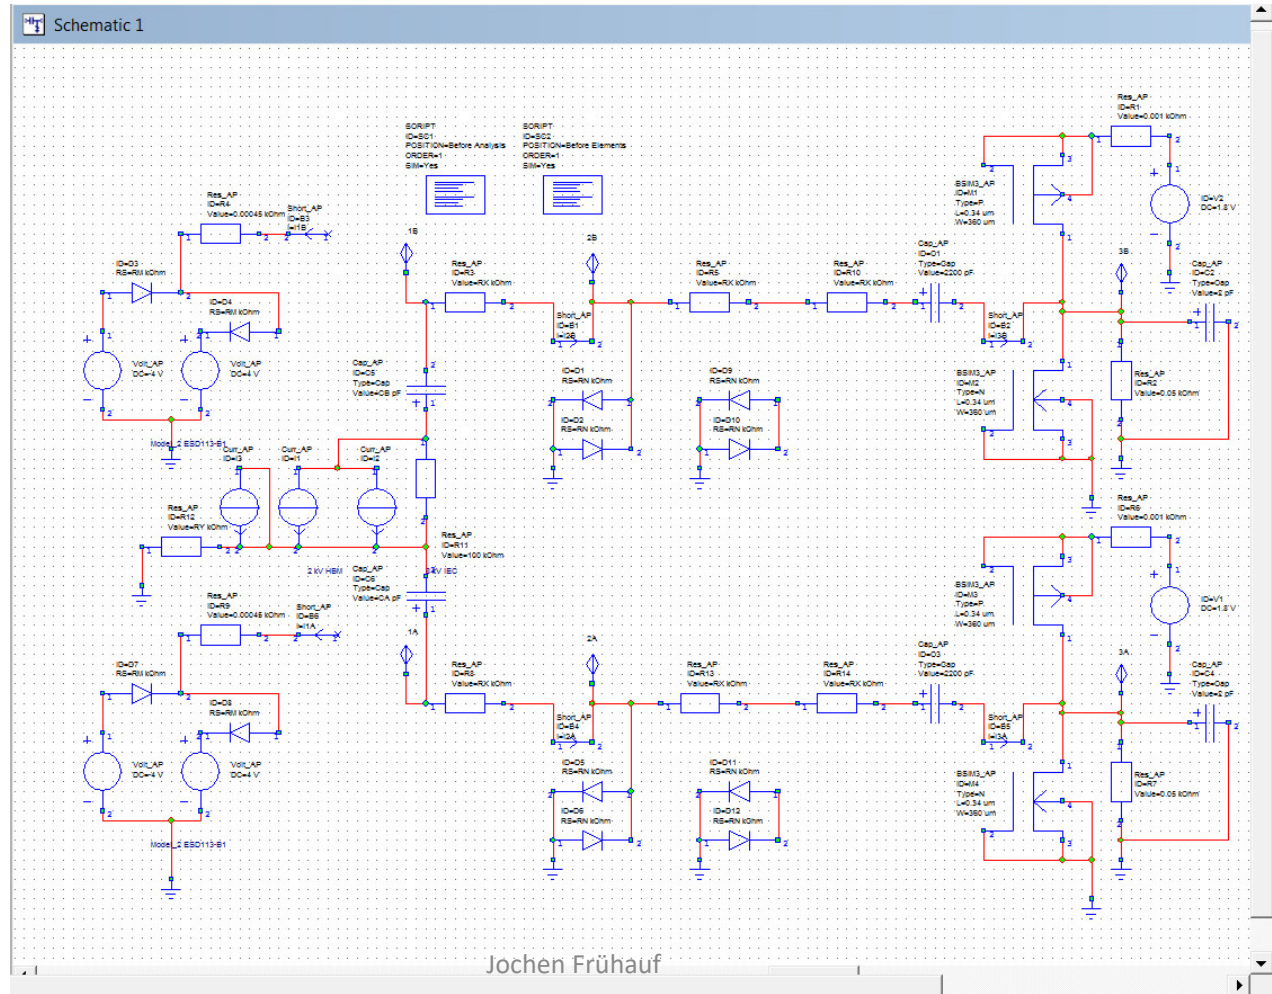 Schematic 1
SCRIPT
ID=SC1
POSITION=Before Analysis
ORDER=1
SIM=Yes
SCRIPT
ID=SC2
POSITION=Before Elements
ORDER=1
SIM=Yes
Res_AP
ID=R1
Value=0.001 kOhm
BSIM3_AP
ID=M1
Type=P
L=0.34 um
W=360 um
ID=V2
DC=1.8 V
Res_AP
ID=R4
Value=0.00045 kOhm
Short_AP
ID=B3
I=I1B
1B
2B
3B
ID=D3
RS=RM kOhm
ID=D4
RS=RM kOhm
Res_AP
ID=R3
Value=RX kOhm
Res_AP
ID=R5
Value=RX kOhm
Res_AP
ID=R10
Value=RX kOhm
Cap_AP
ID=O1
Type=Cap
Value=2200 pF
Cap_AP
ID=C2
Type=Cap
Value=2 pF
Short_AP
ID=B1
I=I2B
Short_AP
ID=B2
I=I3B
Volt_AP
DC=-4 V
Volt_AP
DC=4 V
Cap_AP
ID=C5
Type=Cap
Value=CB pF
ID=D1
RS=RN kOhm
ID=D2
RS=RN kOhm
ID=D9
RS=RN kOhm
ID=D10
RS=RN kOhm
BSIM3_AP
ID=M2
Type=N
L=0.34 um
W=360 um
Res_AP
ID=R2
Value=0.05 kOhm
Model_2 ESD113-B1
Curr_AP
ID=I3
Curr_AP
ID=I1
Curr_AP
ID=I2
Res_AP
ID=R12
Value=RY kOhm
Res_AP
ID=R11
Value=100 kOhm
2 kV HBM
kV IEC
Cap_AP
ID=C6
Type=Cap
Value=CA pF
Res_AP
ID=R6
Value=0.001 kOhm
BSIM3_AP
ID=M3
Type=P
L=0.34 um
W=360 um
ID=V1
DC=1.8 V
Res_AP
ID=R9
Value=0.00045 kOhm
Short_AP
ID=B6
I=I1A
1A
2A
3A
ID=D7
RS=RM kOhm
ID=D8
RS=RM kOhm
Res_AP
ID=R8
Value=RX kOhm
Res_AP
ID=R13
Value=RX kOhm
Res_AP
ID=R14
Value=RX kOhm
Cap_AP
ID=O3
Type=Cap
Value=2200 pF
Cap_AP
ID=C4
Type=Cap
Value=2 pF
Short_AP
ID=B4
I=I2A
Short_AP
ID=B5
I=I3A
Volt_AP
DC=-4 V
Volt_AP
DC=4 V
ID=D5
RS=RN kOhm
ID=D6
RS=RN kOhm
ID=D11
RS=RN kOhm
ID=D12
RS=RN kOhm
BSIM3_AP
ID=M4
Type=N
L=0.34 um
W=360 um
Res_AP
ID=R7
Value=0.05 kOhm
Model_2 ESD113-B1
Jochen Frühauf